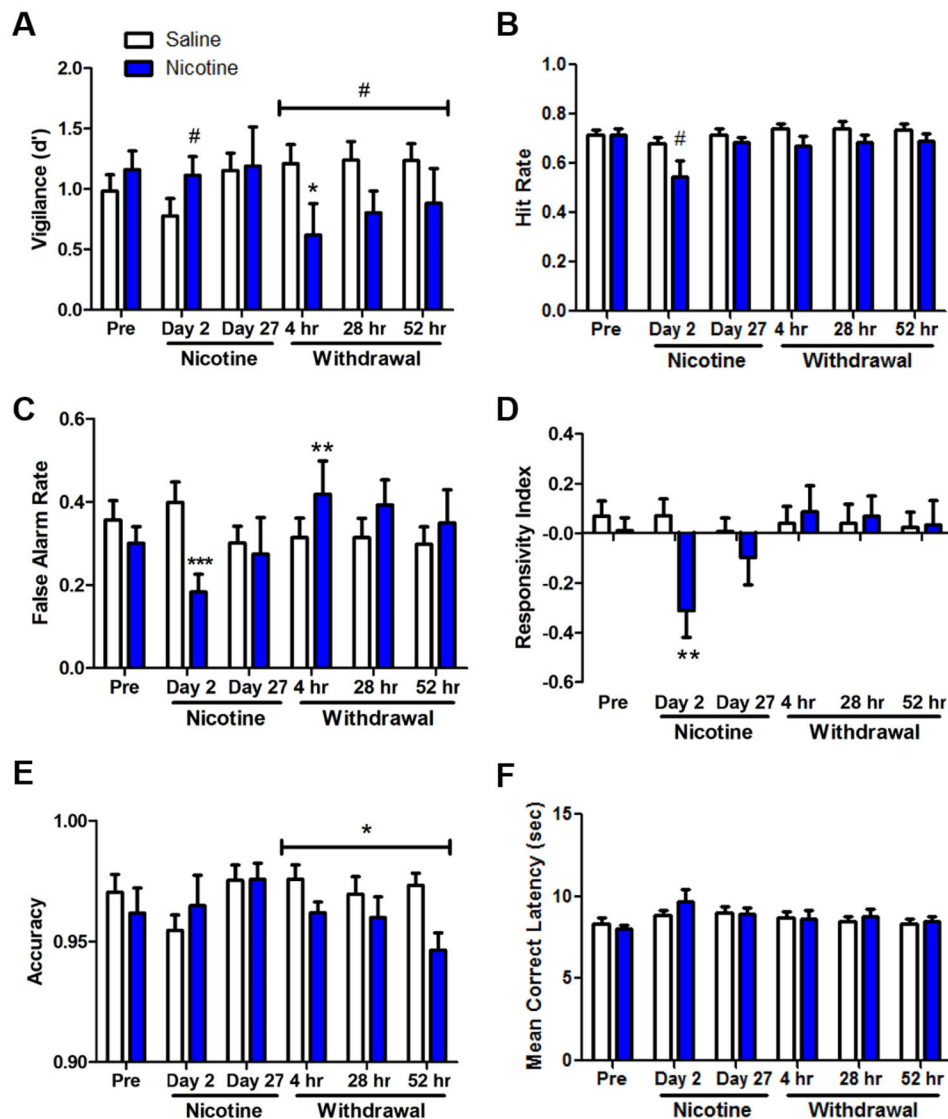 A
Saline
Nicotine
Vigilance (d')
2.0
1.5
1.0
0.5
0.0
#
#
*
Pre Day 2 Day 27 4 hr 28 hr 52 hr
Nicotine Withdrawal
B
Hit Rate
1.0
0.8
0.6
0.4
0.2
0.0
#
Pre Day 2 Day 27 4 hr 28 hr 52 hr
Nicotine Withdrawal
C
False Alarm Rate
0.6
0.4
0.2
0.0
***
**
Pre Day 2 Day 27 4 hr 28 hr 52 hr
Nicotine Withdrawal
D
Responsivity Index
0.4
0.2
-0.0
-0.2
-0.4
-0.6
**
Pre Day 2 Day 27 4 hr 28 hr 52 hr
Nicotine Withdrawal
E
Accuracy
1.00
0.95
0.90
*
Pre Day 2 Day 27 4 hr 28 hr 52 hr
Nicotine Withdrawal
F
Mean Correct Latency (sec)
15
10
5
0
Pre Day 2 Day 27 4 hr 28 hr 52 hr
Nicotine Withdrawal